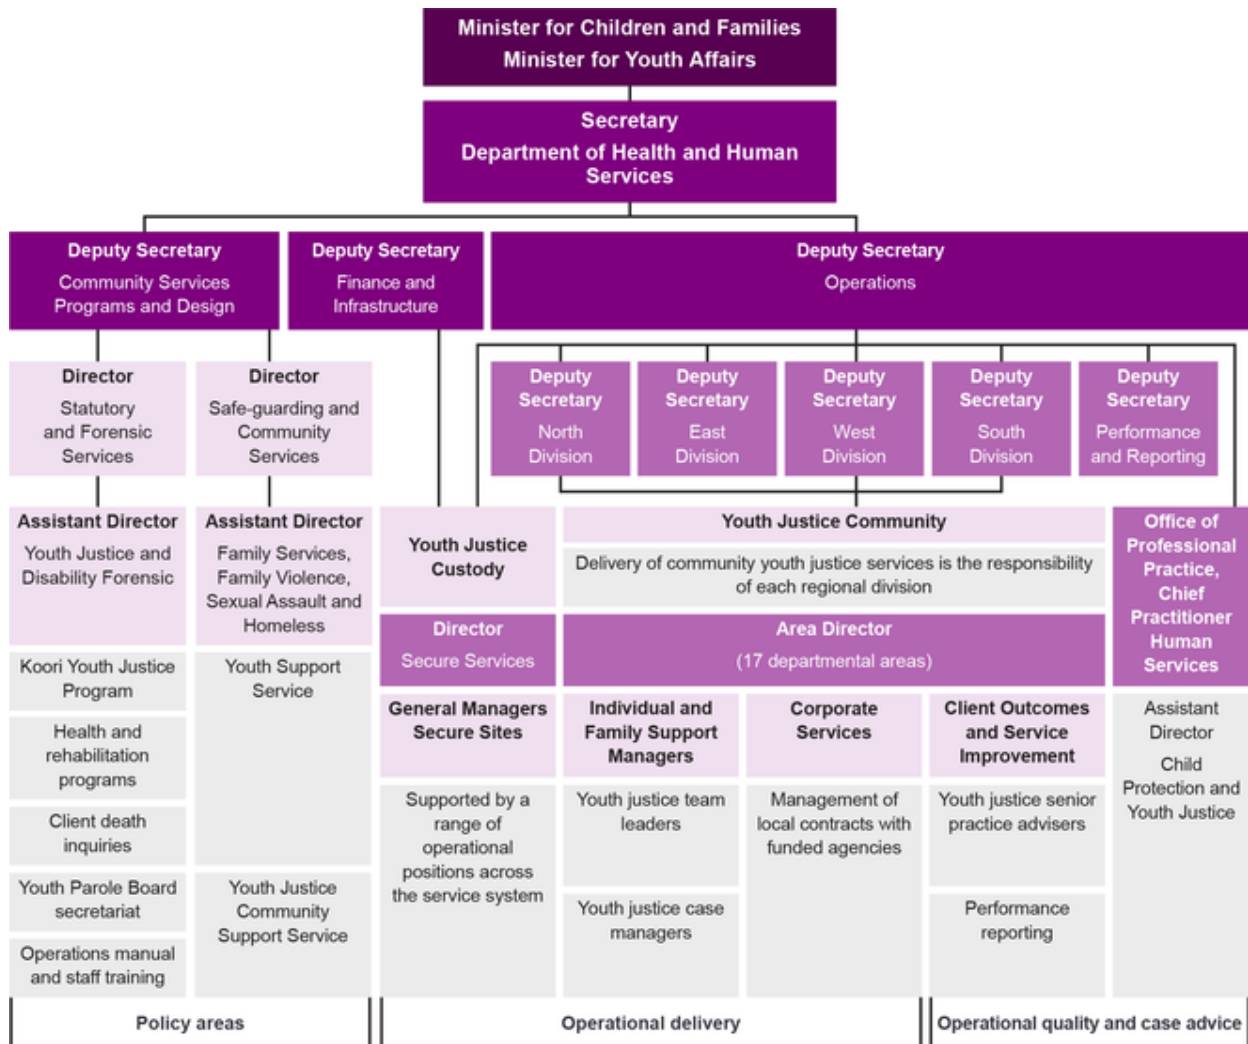 Minister for Children and Families
Minister for Youth Affairs
Secretary
Department of Health and Human
Services
Deputy Secretary
Community Services
Programs and Design
Deputy Secretary
Finance and
Infrastructure
Deputy Secretary
Operations
Director
Statutory
and Forensic
Services
Director
Safe-guarding and
Community
Services
Deputy
Secretary
North
Division
Deputy
Secretary
East
Division
Deputy
Secretary
West
Division
Deputy
Secretary
South
Division
Deputy
Secretary
Performance
and Reporting
Assistant Director
Youth Justice and
Disability Forensic
Assistant Director
Family Services,
Family Violence,
Sexual Assault and
Homeless
Youth Justice
Custody
Youth Justice Community
Delivery of community youth justice services is the responsibility
of each regional division
Office of
Professional
Practice,
Chief
Practitioner
Human
Services
Director
Secure Services
Area Director
(17 departmental areas)
Koori Youth Justice
Program
Health and
rehabilitation
programs
Client death
inquiries
Youth Parole Board
secretariat
Operations manual
and staff training
Youth Support
Service
Youth Justice
Community
Support Service
General Managers
Secure Sites
Supported by a
range of
operational
positions across
the service system
Individual and
Family Support
Managers
Youth justice team
leaders
Youth justice case
managers
Corporate
Services
Management of
local contracts with
funded agencies
Client Outcomes
and Service
Improvement
Youth justice senior
practice advisers
Performance
reporting
Assistant
Director
Child
Protection and
Youth Justice
Policy areas
Operational delivery
Operational quality and case advice